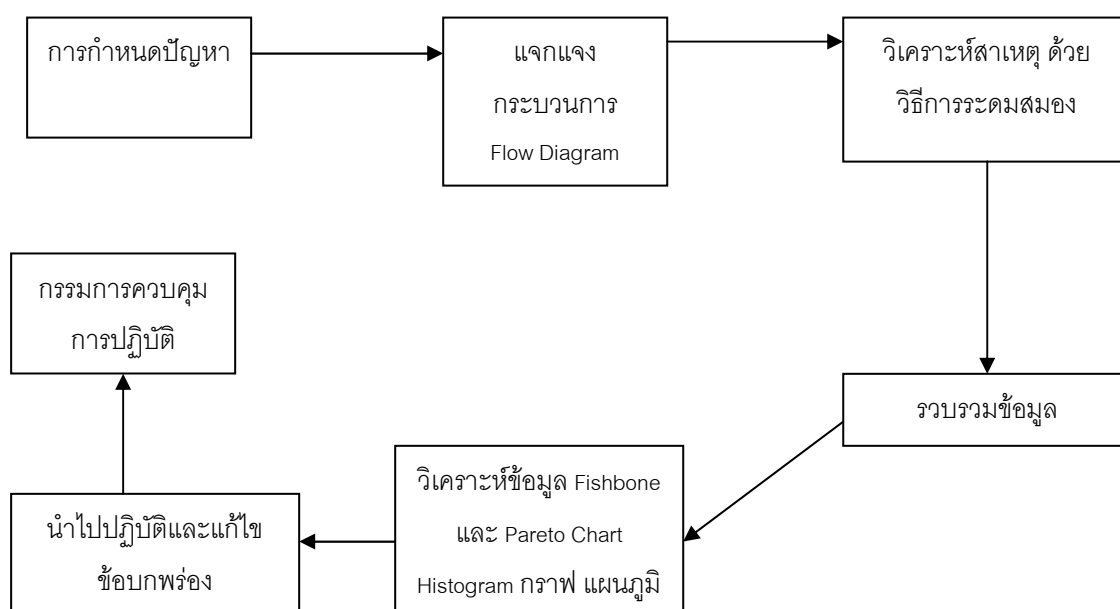 การกำหนดปัญหา
แจกแจง
กระบวนการ
Flow Diagram
วิเคราะห์สาเหตุ ด้วย
วิธีการระดมสมอง
รวบรวมข้อมูล
วิเคราะห์ข้อมูล Fishbone
และ Pareto Chart
Histogram กราฟ แผนภูมิ
นำไปปฏิบัติและแก้ไข
ข้อบกพร่อง
กรรมการควบคุม
การปฏิบัติ